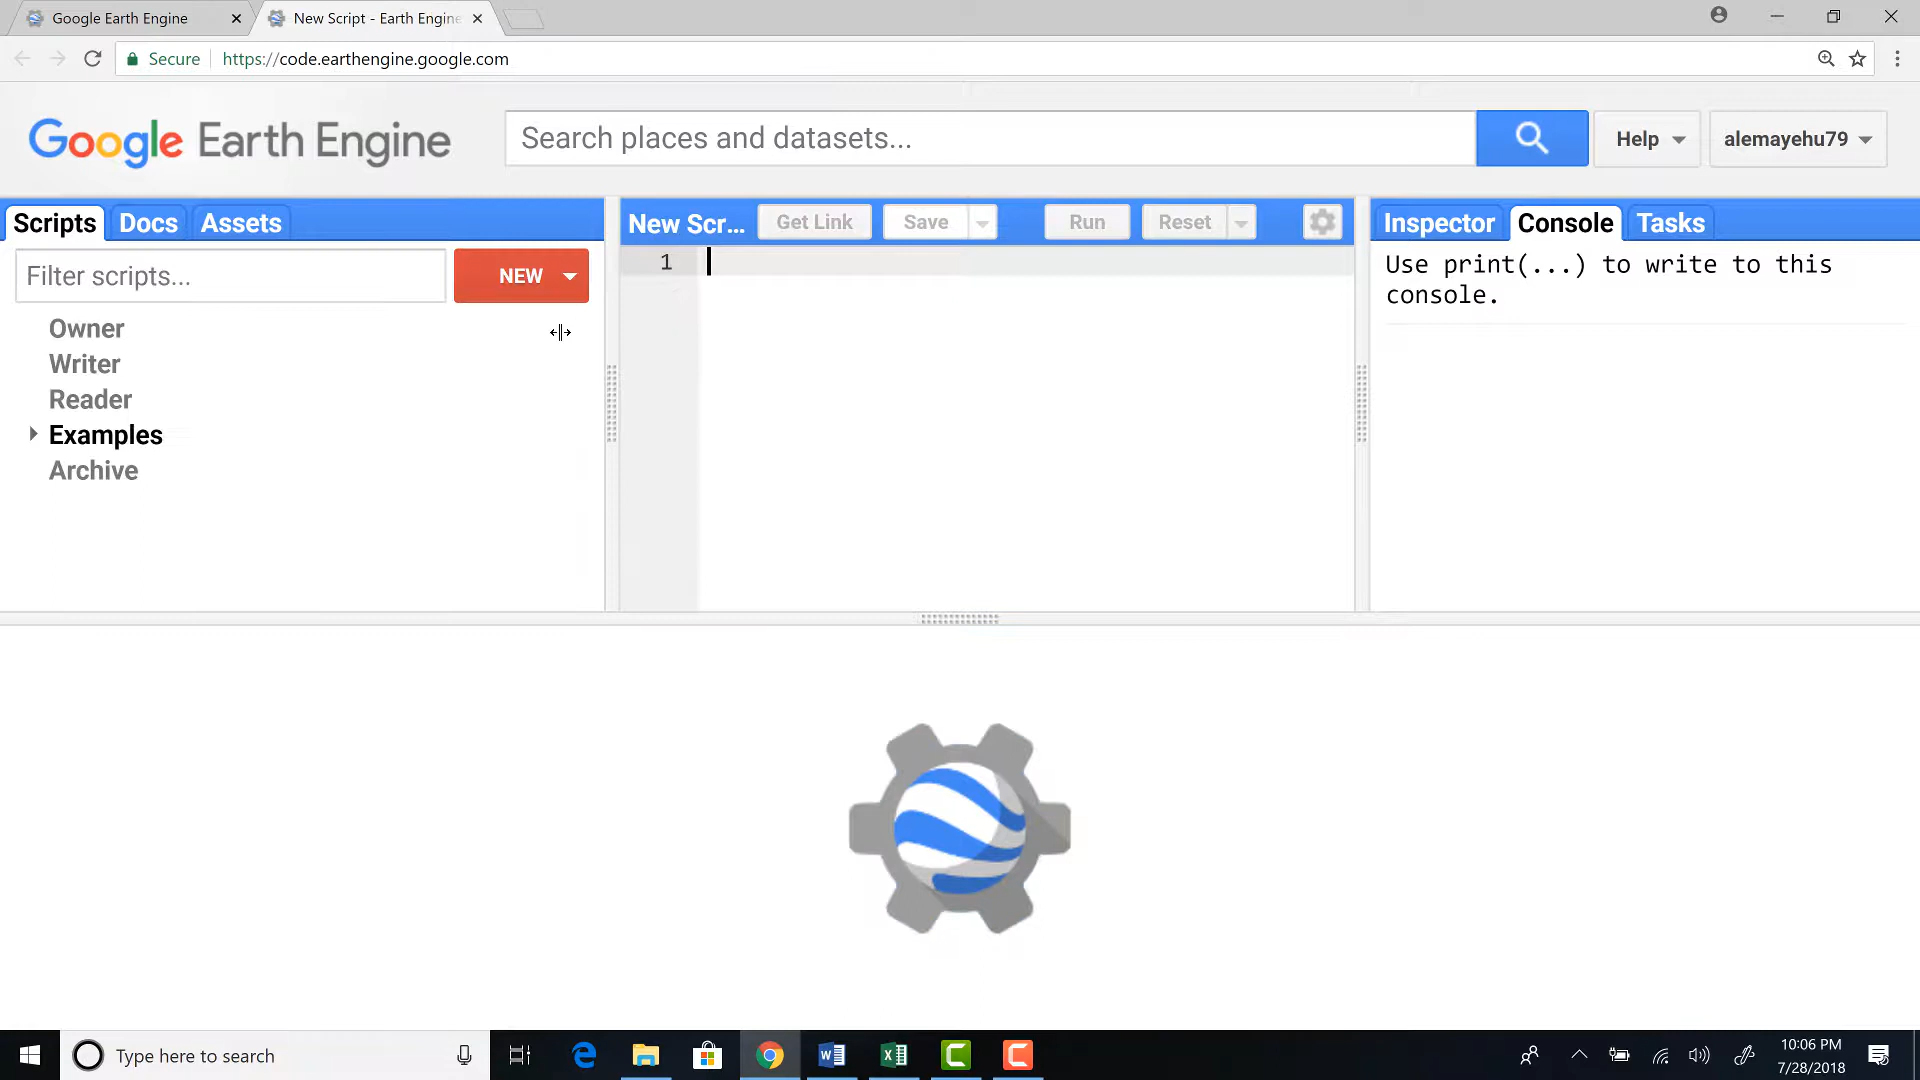 Google Earth Engine
New Script - Earth Engine
Secure https://code.earthengine.google.com
Google Earth Engine
Search places and datasets...
Help
alemayehu79
Scripts Docs Assets
New Scr... Get Link Save Run Reset
Inspector Console Tasks
Filter scripts...
NEW
1
Use print(...) to write to this
console.
Owner
Writer
Reader
Examples
Archive
Type here to search
10:06 PM
7/28/2018